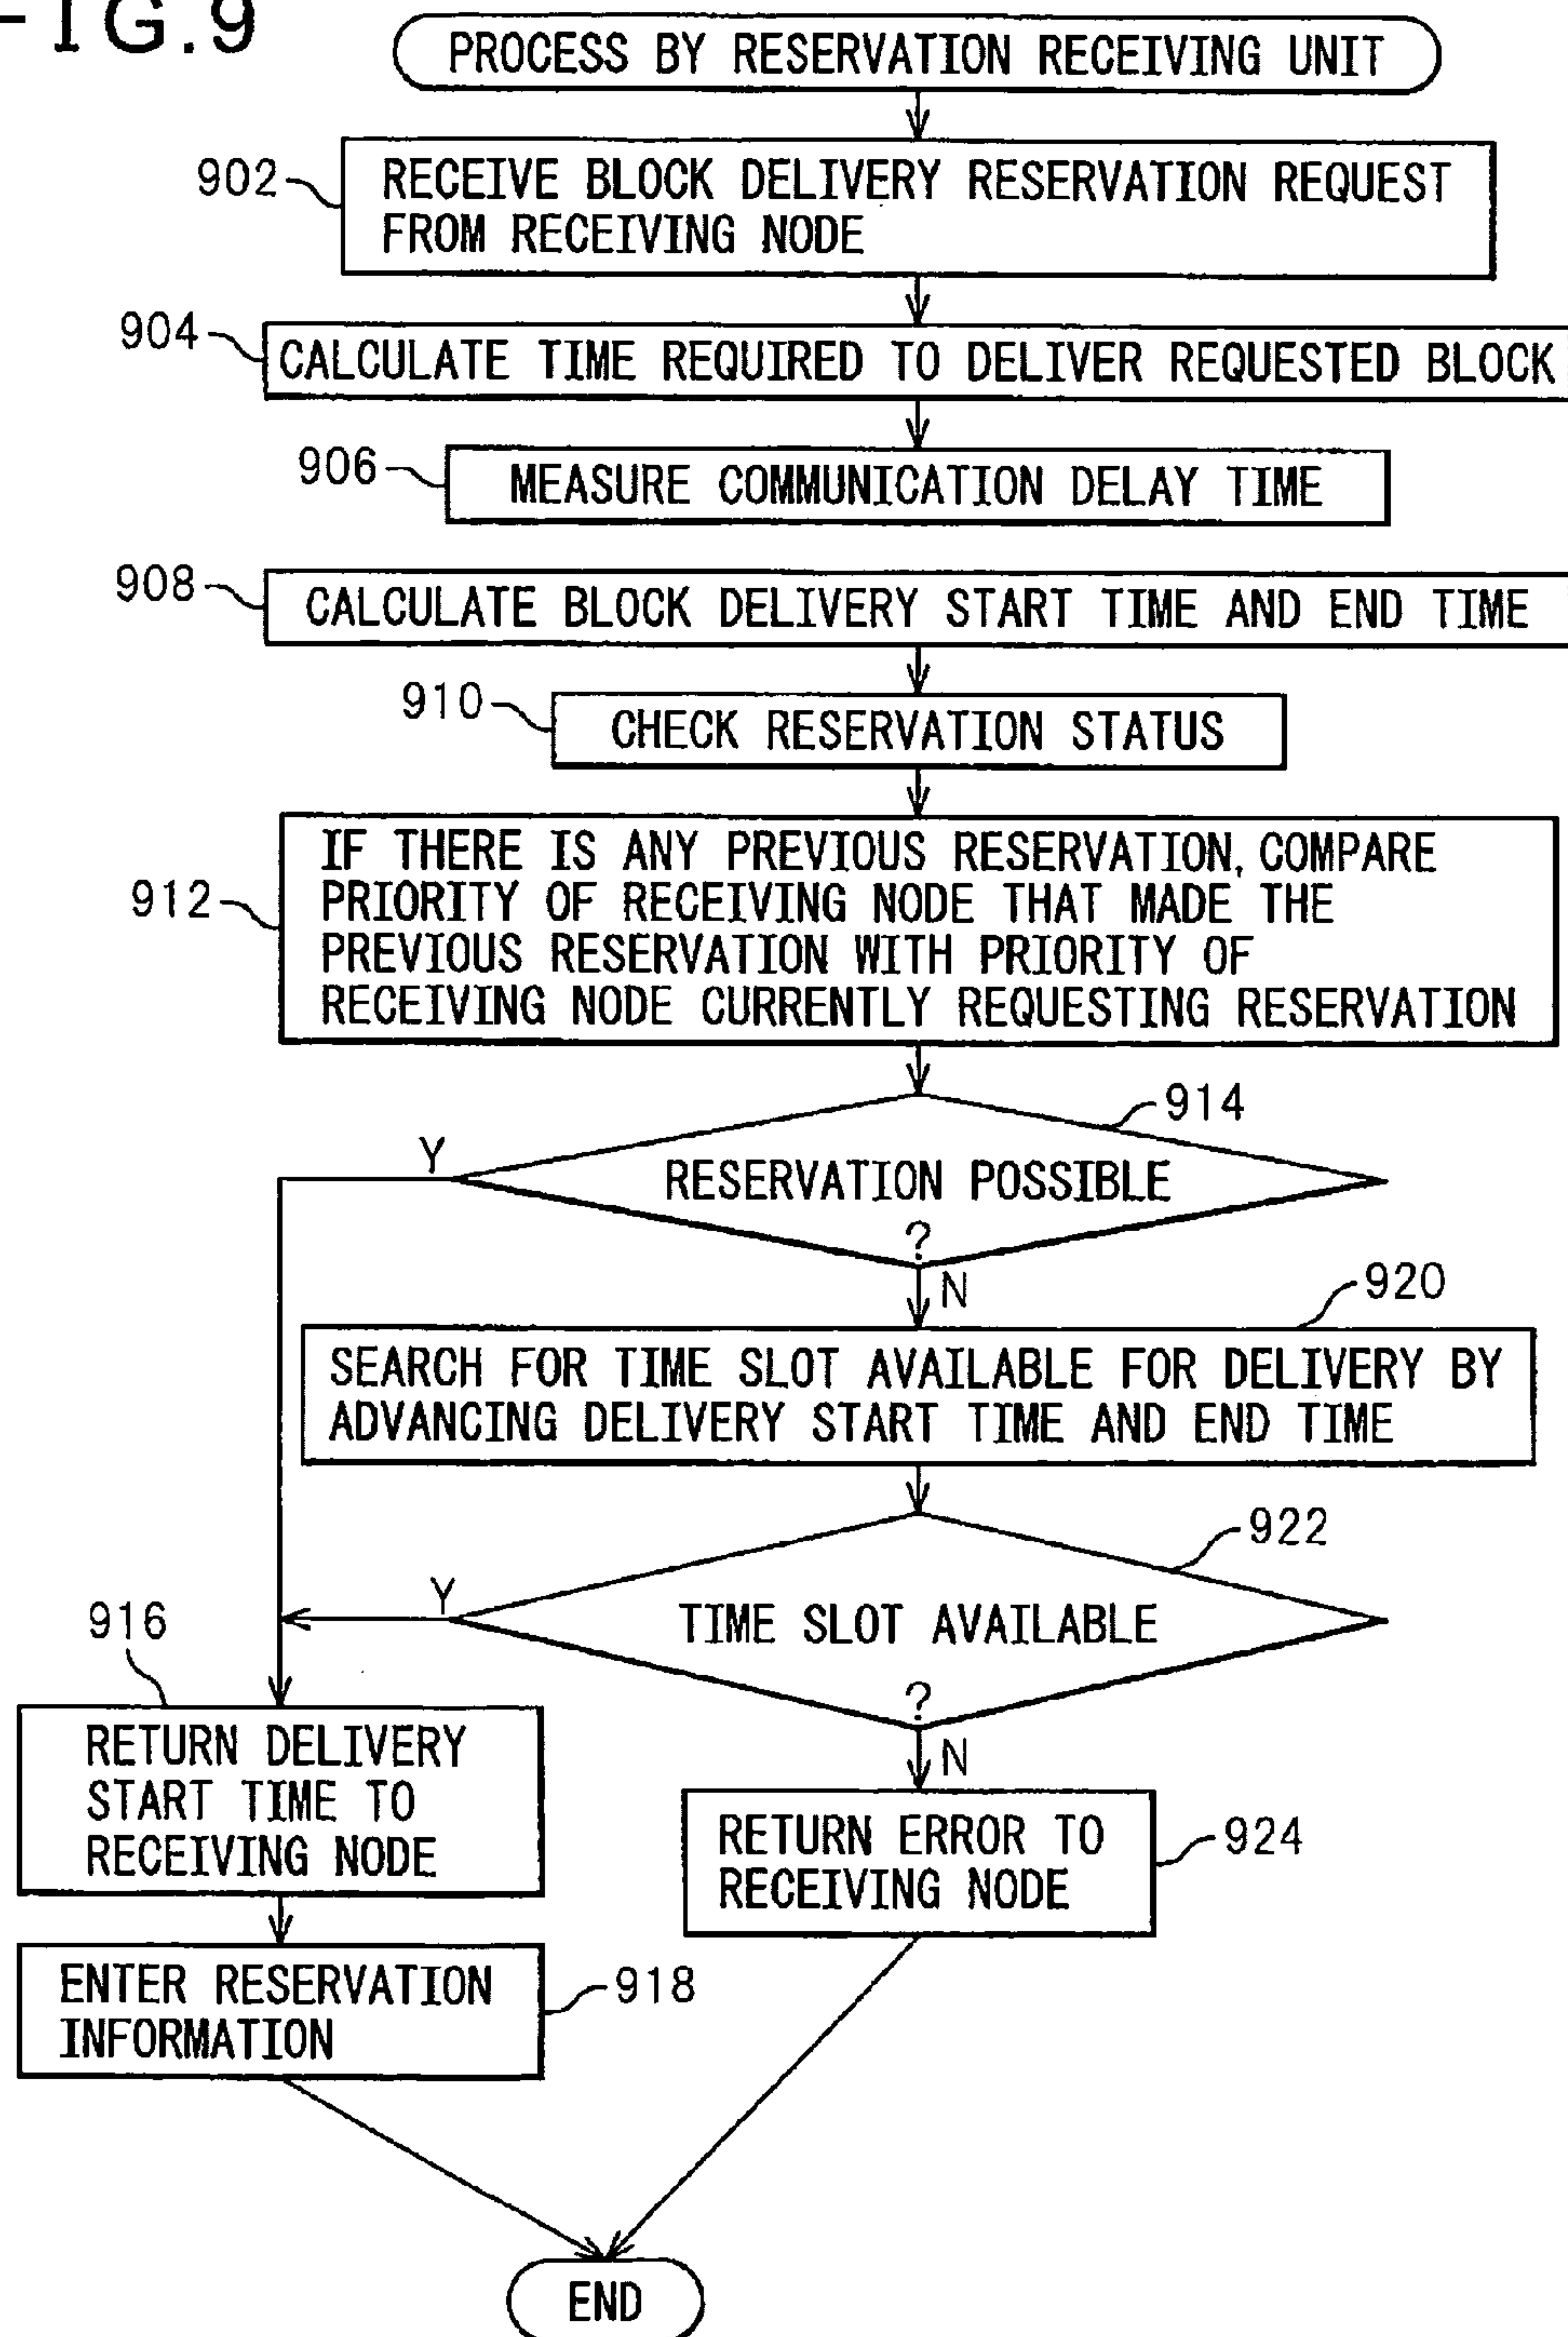 FIG.9
PROCESS BY RESERVATION RECEIVING UNIT
902
RECEIVE BLOCK DELIVERY RESERVATION REQUEST
FROM RECEIVING NODE
904
CALCULATE TIME REQUIRED TO DELIVER REQUESTED BLOCK
906
MEASURE COMMUNICATION DELAY TIME
908
CALCULATE BLOCK DELIVERY START TIME AND END TIME
910
CHECK RESERVATION STATUS
912
IF THERE IS ANY PREVIOUS RESERVATION, COMPARE
PRIORITY OF RECEIVING NODE THAT MADE THE
PREVIOUS RESERVATION WITH PRIORITY OF
RECEIVING NODE CURRENTLY REQUESTING RESERVATION
914
Y
RESERVATION POSSIBLE
?
N
920
SEARCH FOR TIME SLOT AVAILABLE FOR DELIVERY BY
ADVANCING DELIVERY START TIME AND END TIME
922
Y
TIME SLOT AVAILABLE
?
N
916
RETURN DELIVERY
START TIME TO
RECEIVING NODE
RETURN ERROR TO
RECEIVING NODE
924
ENTER RESERVATION
INFORMATION
918
END